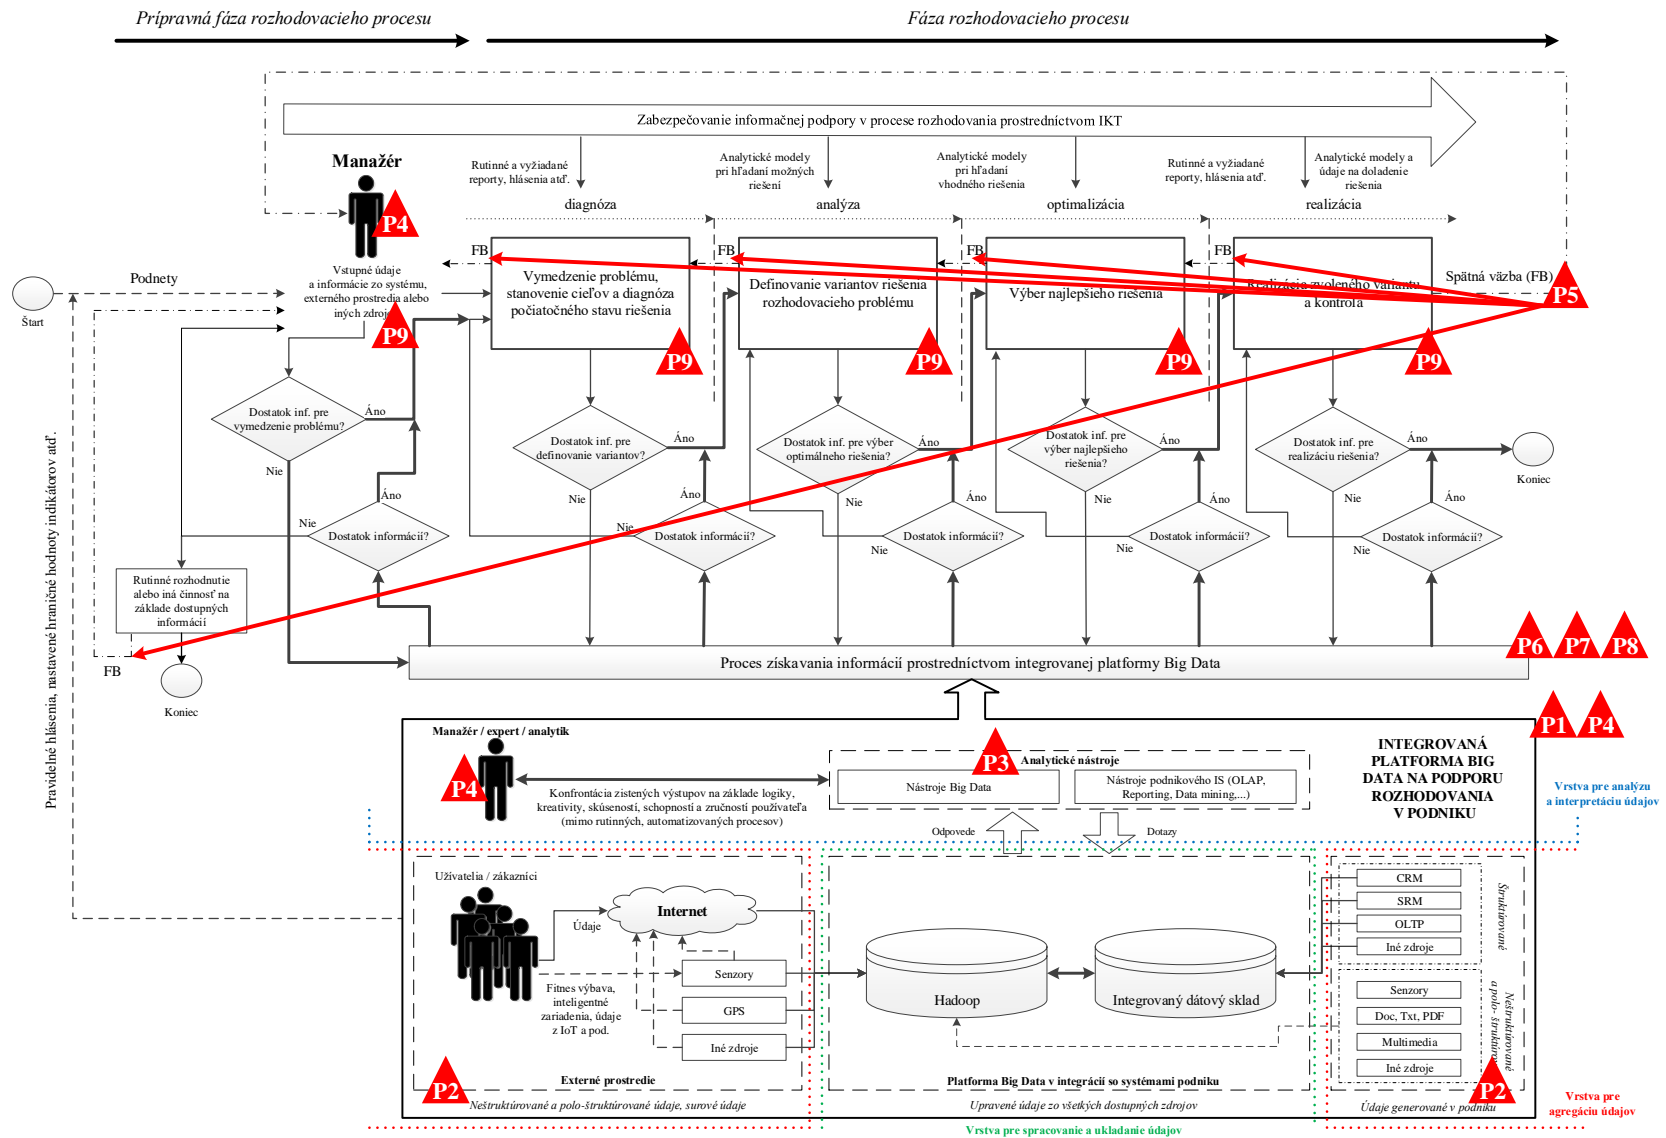 Prípravná fáza rozhodovacieho procesu
Fáza rozhodovacieho procesu
Zabezpečovanie informačnej podpory v procese rozhodovania prostredníctvom IKT
Manažér
P4
Rutinné a vyžiadané
reporty, hlásenia atď.
Analytické modely
pri hľadaní možných
riešení
Analytické modely
pri hľadaní
vhodného riešenia
Rutinné a vyžiadané
reporty, hlásenia atď.
Analytické modely a
údaje na doladenie
riešenia
diagnóza
analýza
optimalizácia
realizácia
FB
FB
FB
FB
Štart
Podnety
Vstupné údaje
a informácie zo systému,
externého prostredia alebo
iných zdrojov
P9
Vymedzenie problému,
stanovenie cieľov a diagnóza
počiatočného stavu riešenia
P9
Definovanie variantov riešenia
rozhodovacieho problému
P9
Výber najlepšieho riešenia
P9
Realizácia zvoleného variantu
a kontrola
P9
Spätná väzba (FB)
P5
Dostatok inf. pre
vymedzenie problému?
Áno
Nie
Dostatok inf. pre
definovanie variantov?
Áno
Nie
Dostatok inf. pre výber
optimálneho riešenia?
Áno
Nie
Dostatok inf. pre
výber najlepšieho
riešenia?
Áno
Nie
Dostatok inf. pre
realizáciu riešenia?
Áno
Nie
Koniec
Dostatok informácií?
Áno
Nie
Dostatok informácií?
Áno
Nie
Dostatok informácií?
Áno
Nie
Dostatok informácií?
Áno
Nie
Dostatok informácií?
Áno
Nie
Rutinné rozhodnutie
alebo iná činnosť na
základe dostupných
informácií
FB
Koniec
Pravidelné hlásenia, nastavené hraničné hodnoty indikátorov atď.
Proces získavania informácií prostredníctvom integrovanej platformy Big Data
P6
P7
P8
P1
P4
Manažér / expert / analytik
P4
Konfrontácia zistených výstupov na základe logiky,
kreativity, skúseností, schopností a zručností používateľa
(mimo rutinných, automatizovaných procesov)
P3
Analytické nástroje
Nástroje Big Data
Nástroje podnikového IS (OLAP,
Reporting, Data mining,...)
INTEGROVANÁ
PLATFORMA BIG
DATA NA PODPORU
ROZHODOVANIA
V PODNIKU
Vrstva pre analýzu
a interpretáciu údajov
Odpovede
Dotazy
Užívatelia / zákazníci
Údaje
Internet
Fitnes výbava,
inteligentné
zariadenia, údaje
z IoT a pod.
Senzory
GPS
Iné zdroje
Externé prostredie
P2
Neštruktúrované a polo-štruktúrované údaje, surové údaje
Hadoop
Integrovaný dátový sklad
Platforma Big Data v integrácií so systémami podniku
Upravené údaje zo všetkých dostupných zdrojov
Vrstva pre spracovanie a ukladanie údajov
CRM
SRM
OLTP
Iné zdroje
Štruktúrované
Senzory
Doc, Txt, PDF
Multimedia
Iné zdroje
Neštruktúrované
a polo-štruktúrované
P2
Údaje generované v podniku
Vrstva pre
agregáciu údajov